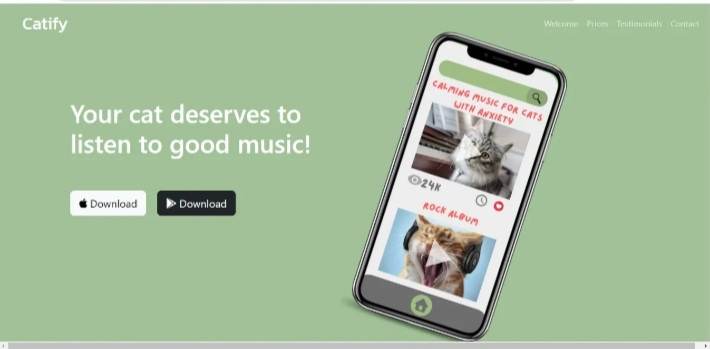 Catify
Welcome Prices Testimonials Contact
Your cat deserves to
listen to good music!
Download
Download
CALMING MUSIC FOR CATS
WITH ANXIETY
24K
ROCK ALBUM